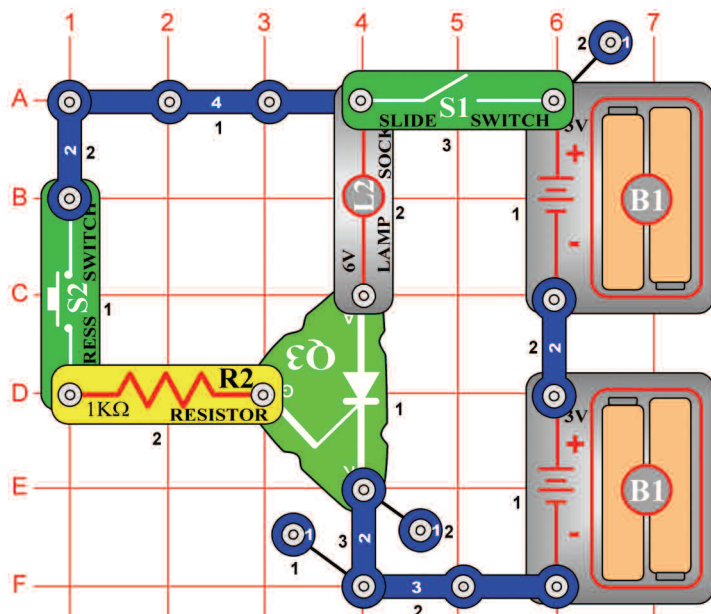 1 2 3 4 5 6 7
2 1
A
4
1
S1
SLIDE SWITCH
3
3V
+
2
2
SOCK
B
L2
2
1
B1
LAMP
6V
-
SWITCH
C
S2
1
RESS
A
Q3
2
2
D
R2
G
1KΩ
RESISTOR
2
1
3V
+
K
E
1
B1
1 2
1
3
2
-
1
F
3
2